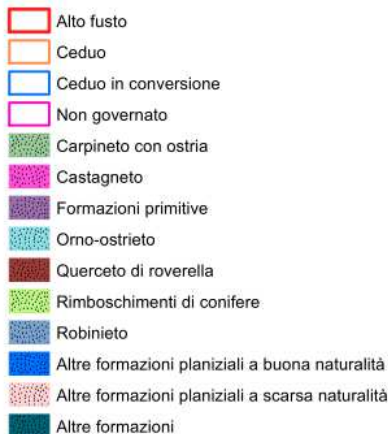 Alto fusto
Ceduo
Ceduo in conversione
Non governato
Carpineto con ostria
Castagneto
Formazioni primitive
Orno-ostrieto
Querceto di roverella
Rimboschimenti di conifere
Robinieto
Altre formazioni planiziali a buona naturalità
Altre formazioni planiziali a scarsa naturalità
Altre formazioni